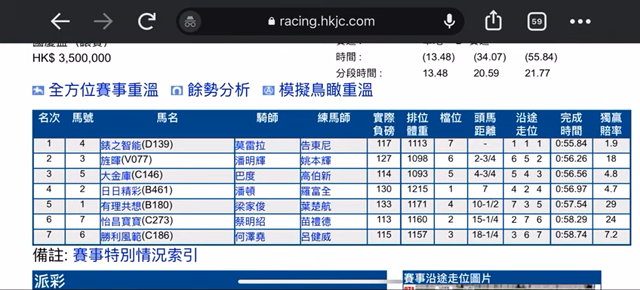 racing.hkjc.com
59
HK$ 3,500,000
時間 :
(13.48) (34.07) (55.84)
分段時間 :
13.48 20.59 21.77
全方位賽事重溫 餘勢分析 模擬鳥瞰重溫
名次 馬號 馬名 騎師 練馬師 實際負磅 排位體重 檔位 頭馬距離 沿途走位 完成時間 獨贏賠率
1 4 錶之智能(D139) 莫雷拉 告東尼 117 1113 7 - 1 1 1 0:55.84 1.9
2 3 旌暉(V077) 潘明輝 姚本輝 127 1098 6 2-3/4 6 5 2 0:56.26 18
3 5 大金庫(C146) 巴度 高伯新 114 1093 5 4-3/4 5 4 3 0:56.56 4.8
4 2 日日精彩(B461) 潘頓 羅富全 130 1215 1 7 4 2 4 0:56.97 4.7
5 1 有理共想(B180) 梁家俊 葉楚航 133 1171 4 10-1/2 7 3 5 0:57.54 29
6 7 怡昌寶寶(C273) 蔡明紹 苗禮德 113 1160 2 15-1/4 2 7 6 0:58.29 24
7 6 勝利風範(C186) 何澤堯 呂健威 115 1157 3 18-1/4 3 6 7 0:58.74 7.2
備註: 賽事特別情況索引
派彩
賽事沿途走位圖片